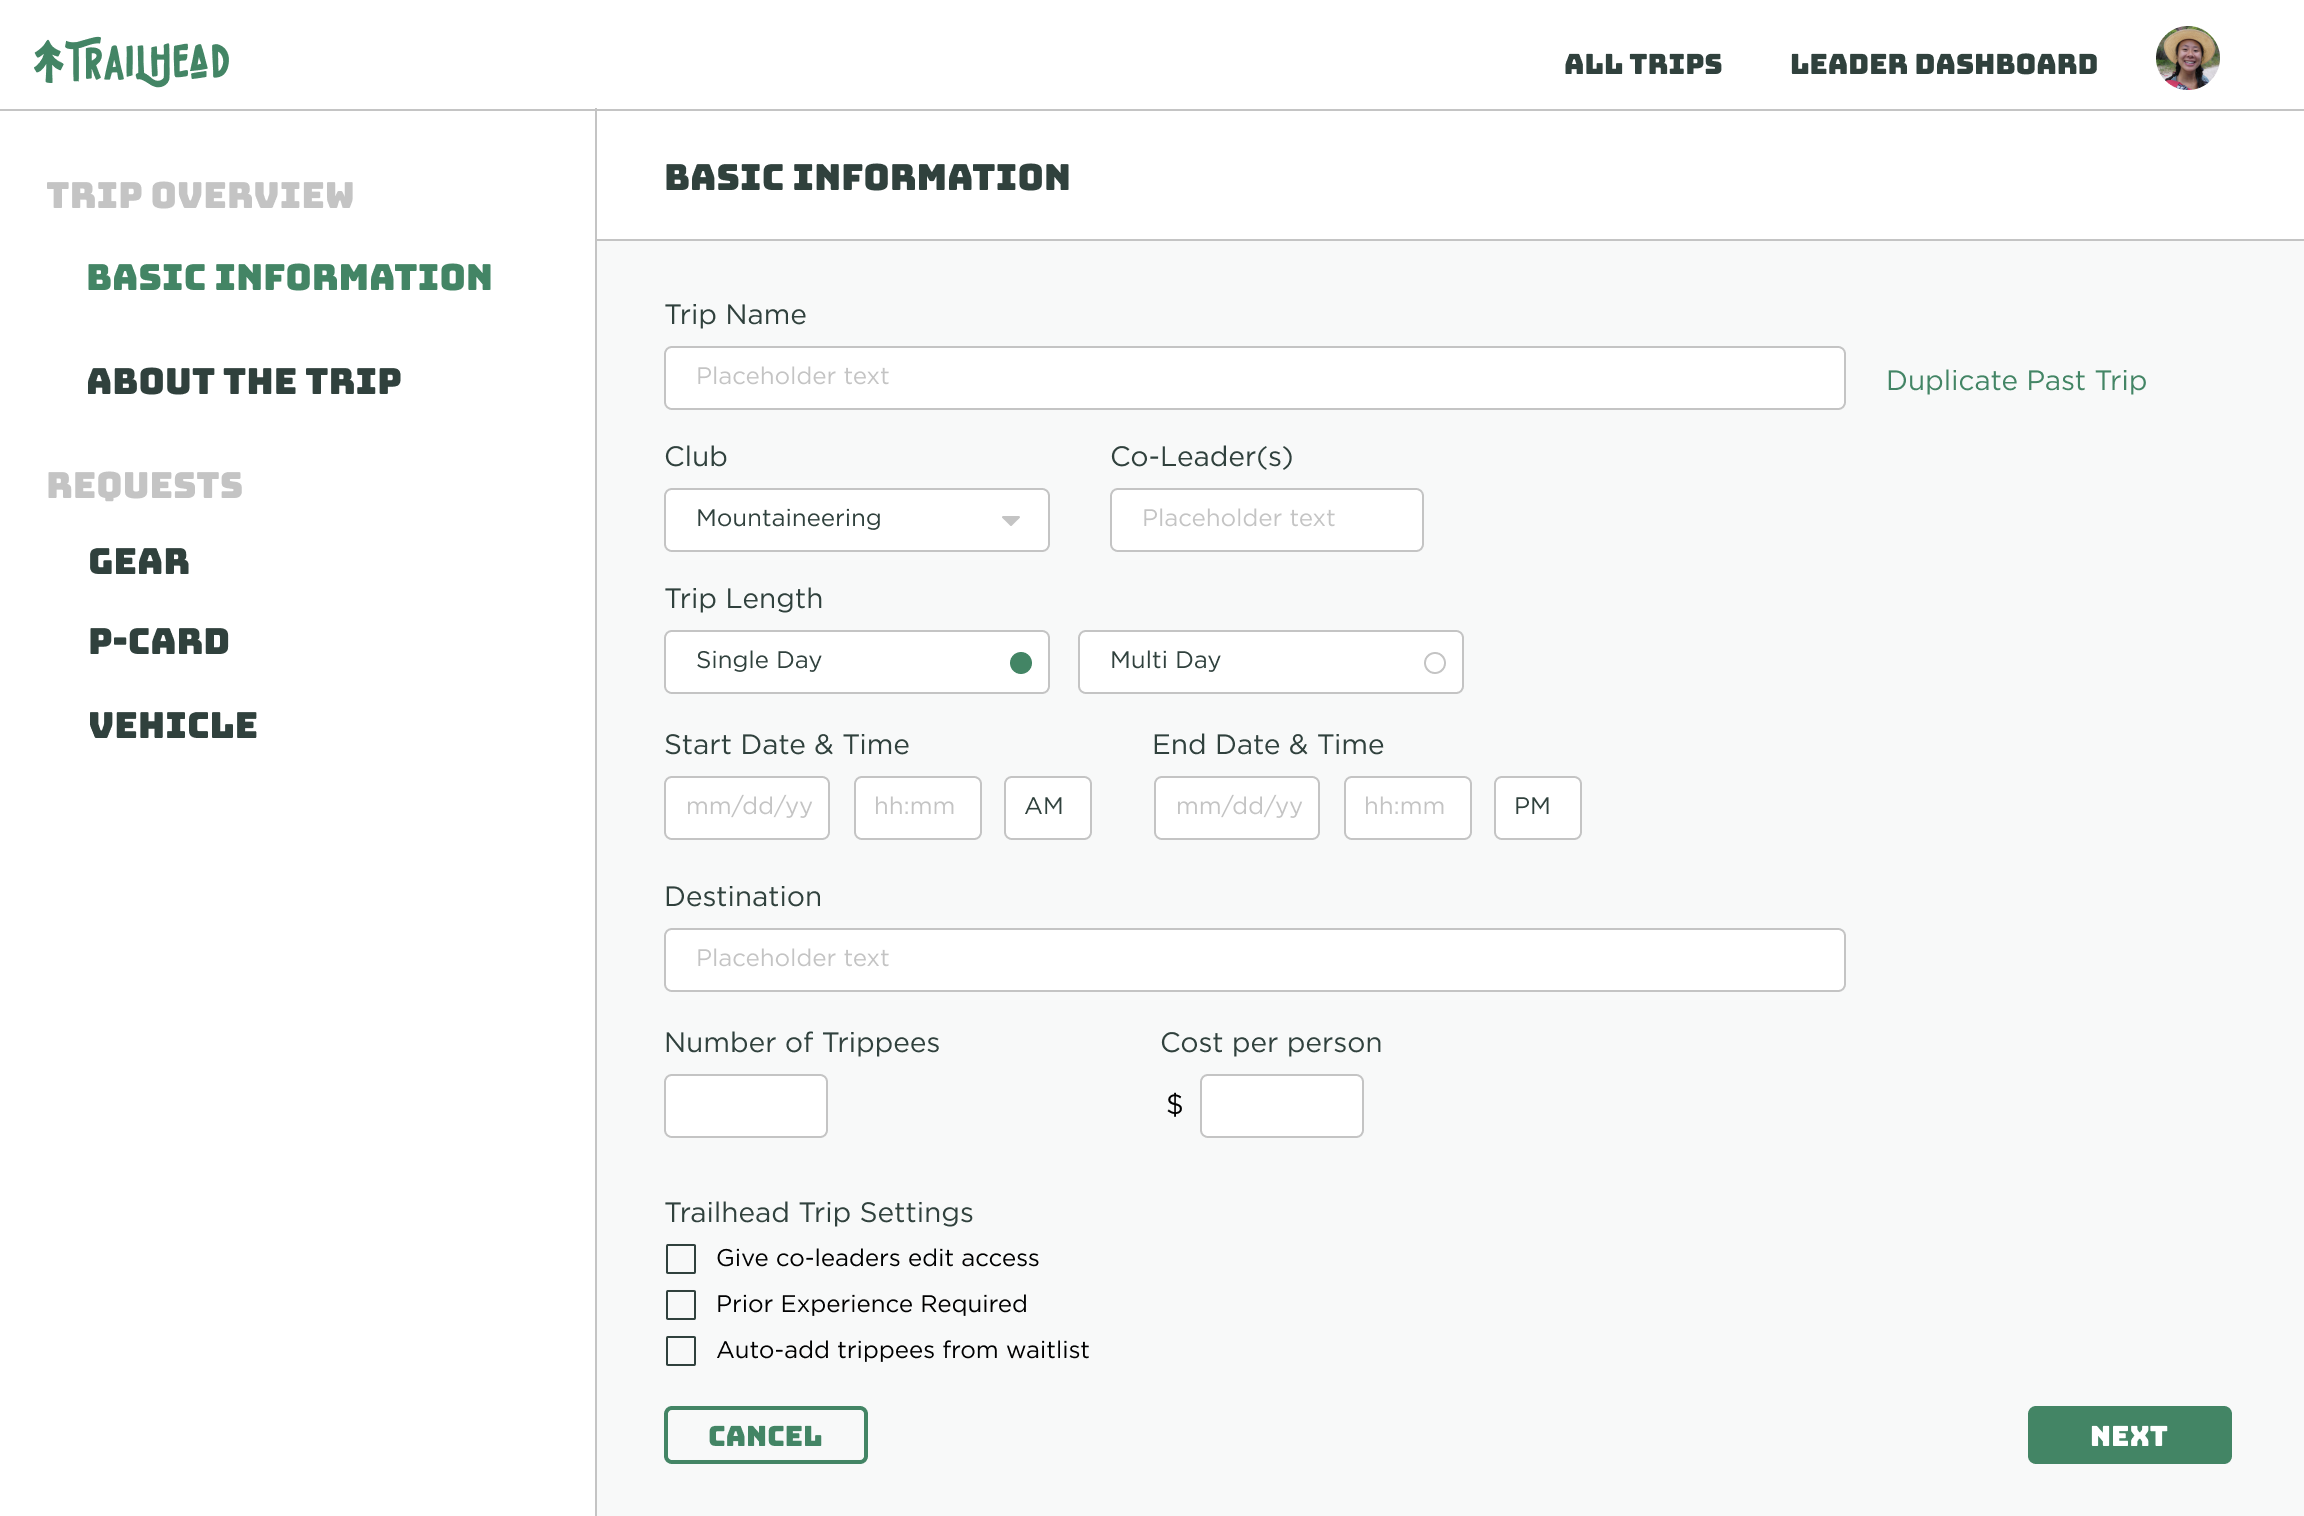 TRAILHEAD
ALL TRIPS LEADER DASHBOARD
TRIP OVERVIEW
BASIC INFORMATION
ABOUT THE TRIP
REQUESTS
GEAR
P-CARD
VEHICLE
BASIC INFORMATION
Trip Name
Placeholder text
Duplicate Past Trip
Club Co-Leader(s)
Mountaineering Placeholder text
Trip Length
Single Day Multi Day
Start Date & Time End Date & Time
mm/dd/yy hh:mm AM mm/dd/yy hh:mm PM
Destination
Placeholder text
Number of Trippees Cost per person
$
Trailhead Trip Settings
Give co-leaders edit access
Prior Experience Required
Auto-add trippees from waitlist
CANCEL NEXT